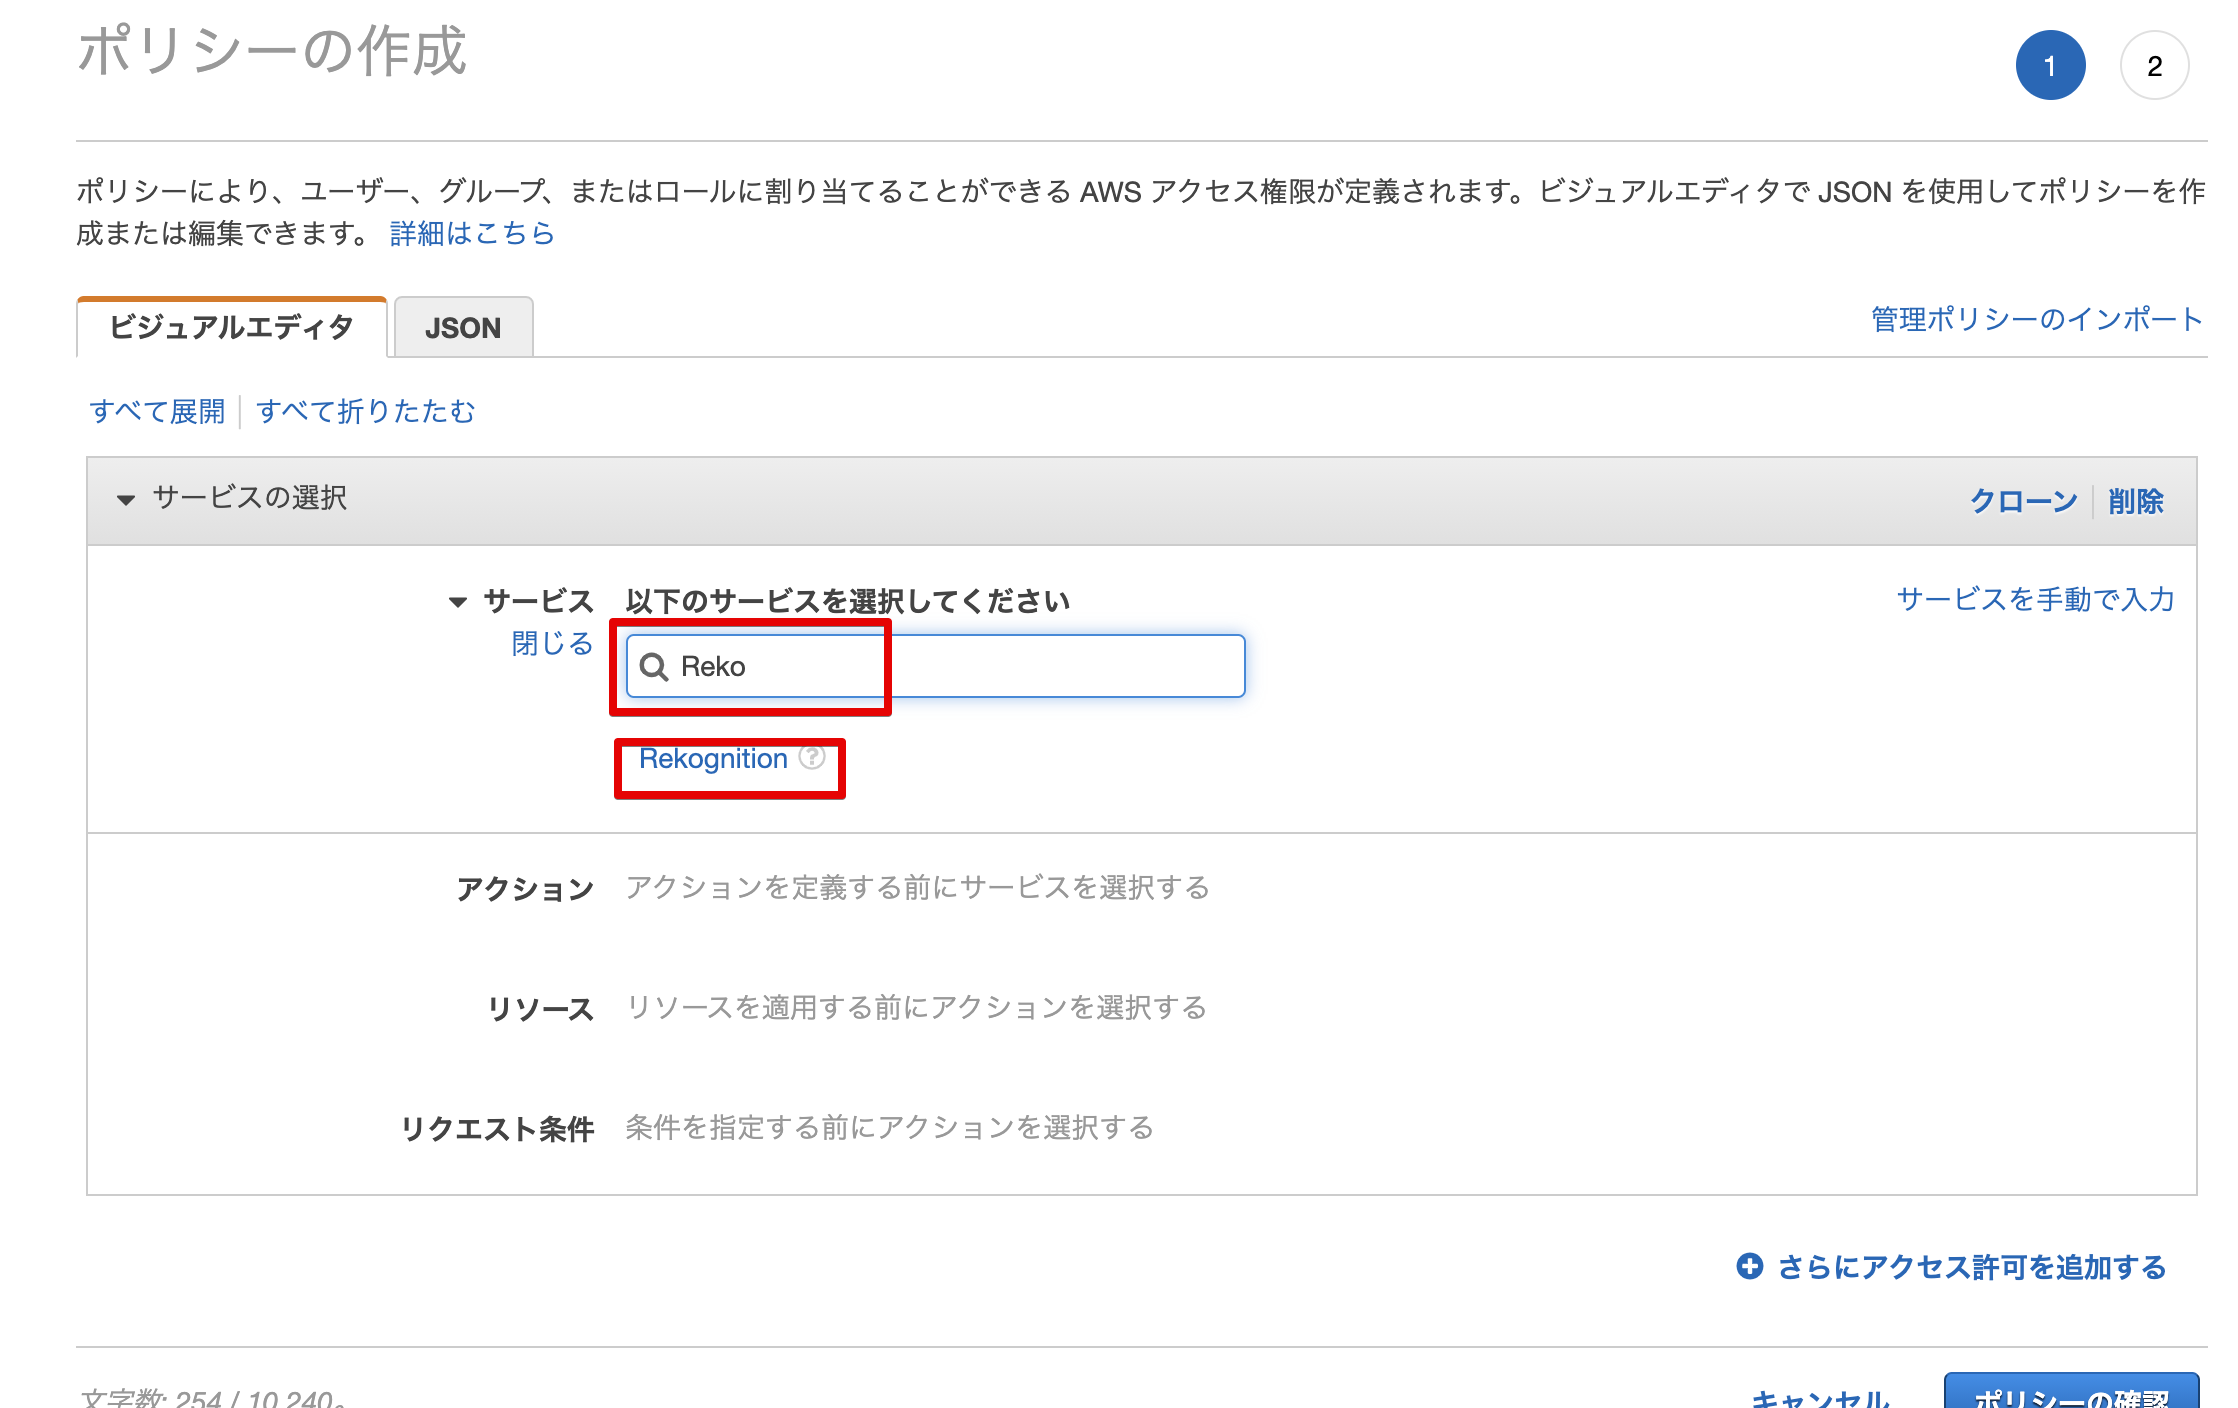 ポリシーの作成
1
2
ポリシーにより、ユーザー、グループ、またはロールに割り当てることができる AWS アクセス権限が定義されます。ビジュアルエディタで JSON を使用してポリシーを作
成または編集できます。 詳細はこちら
ビジュアルエディタ
JSON
管理ポリシーのインポート
すべて展開
すべて折りたたむ
サービスの選択
クローン
削除
サービス
以下のサービスを選択してください
サービスを手動で入力
閉じる
Reko
Rekognition ?
アクション
アクションを定義する前にサービスを選択する
リソース
リソースを適用する前にアクションを選択する
リクエスト条件
条件を指定する前にアクションを選択する
さらにアクセス許可を追加する
文字数: 254 / 10,240。
キャンセル
ポリシーの確認